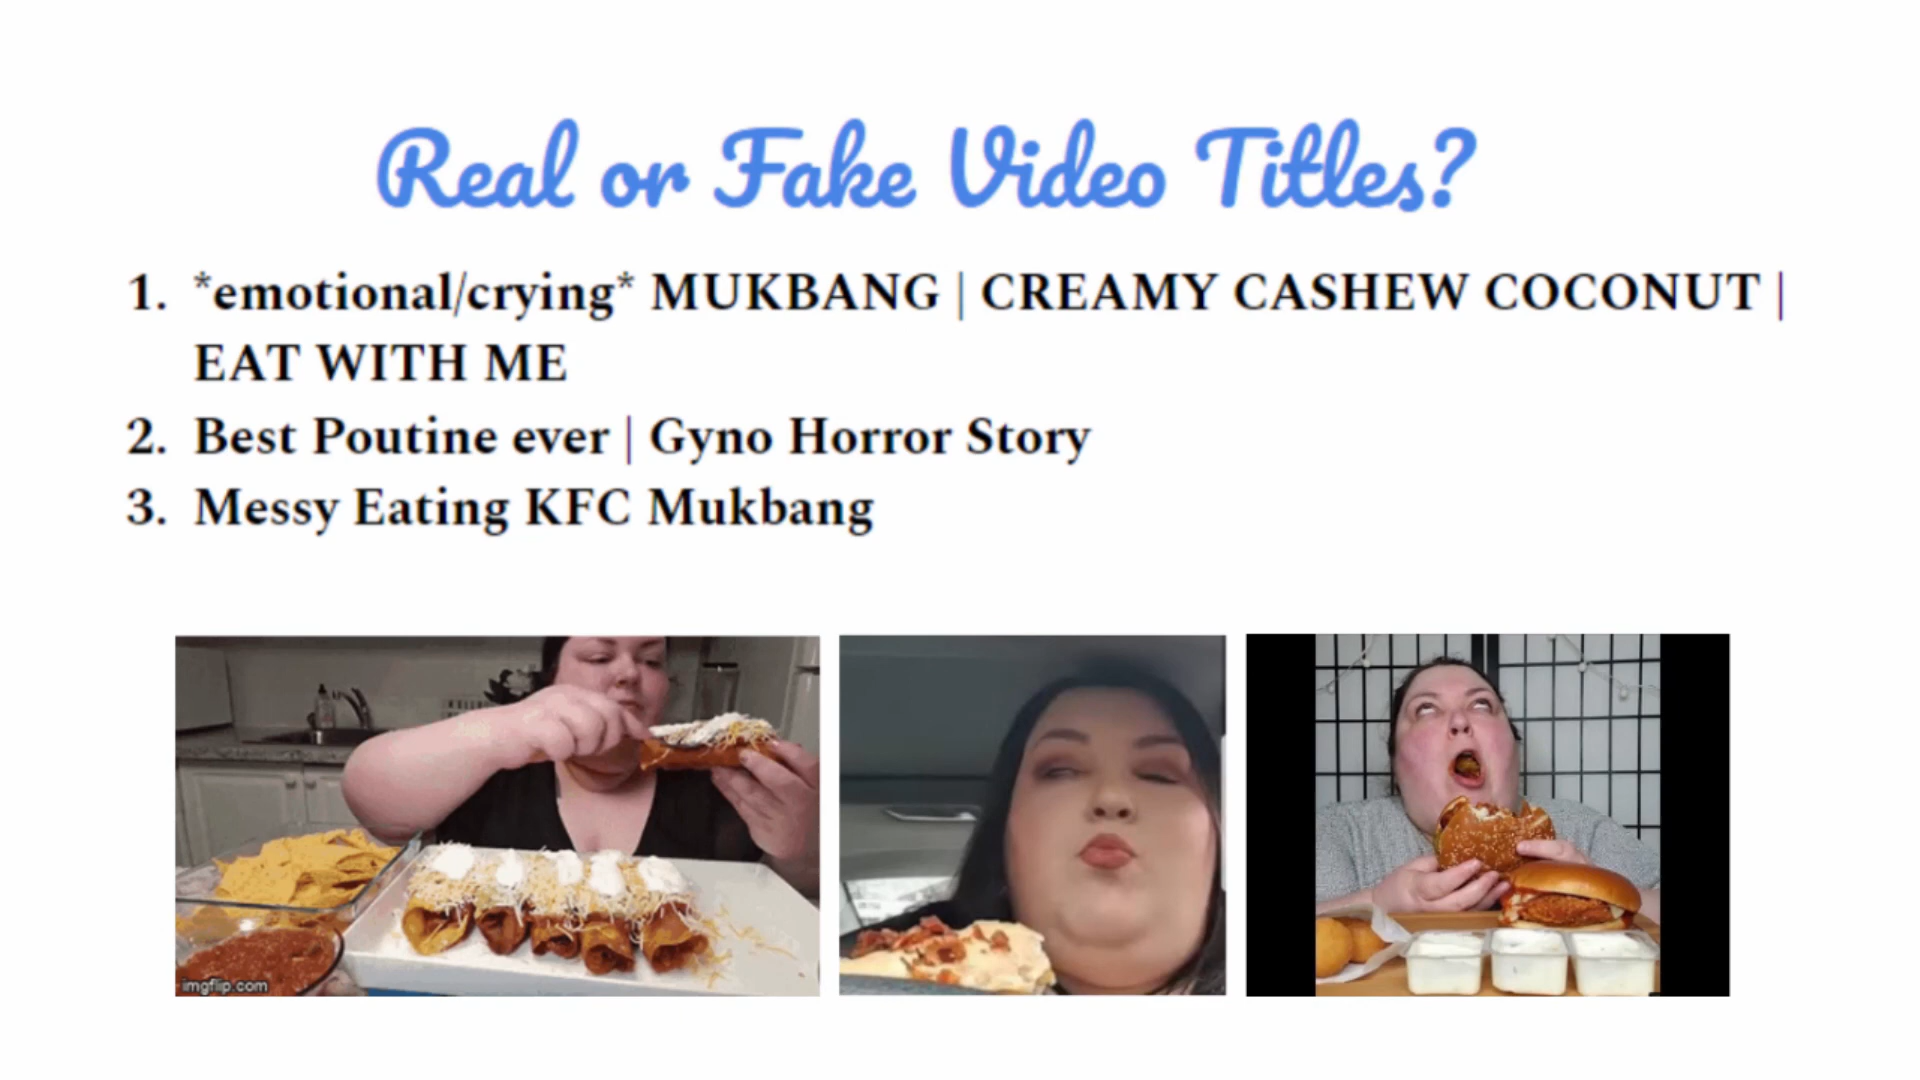 Real or Fake Video Titles?
1. *emotional/crying* MUKBANG | CREAMY CASHEW COCONUT |
EAT WITH ME
2. Best Poutine ever | Gyno Horror Story
3. Messy Eating KFC Mukbang
imgflip.com